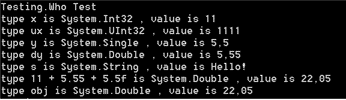 Testing.Who Test
type x is System.Int32 , value is 11
type ux is System.UInt32 , value is 1111
type y is System.Single , value is 5,5
type dy is System.Double , value is 5,55
type s is System.String , value is Hello!
type 11 + 5.55 + 5.5f is System.Double , value is 22,05
type obj is System.Double , value is 22,05